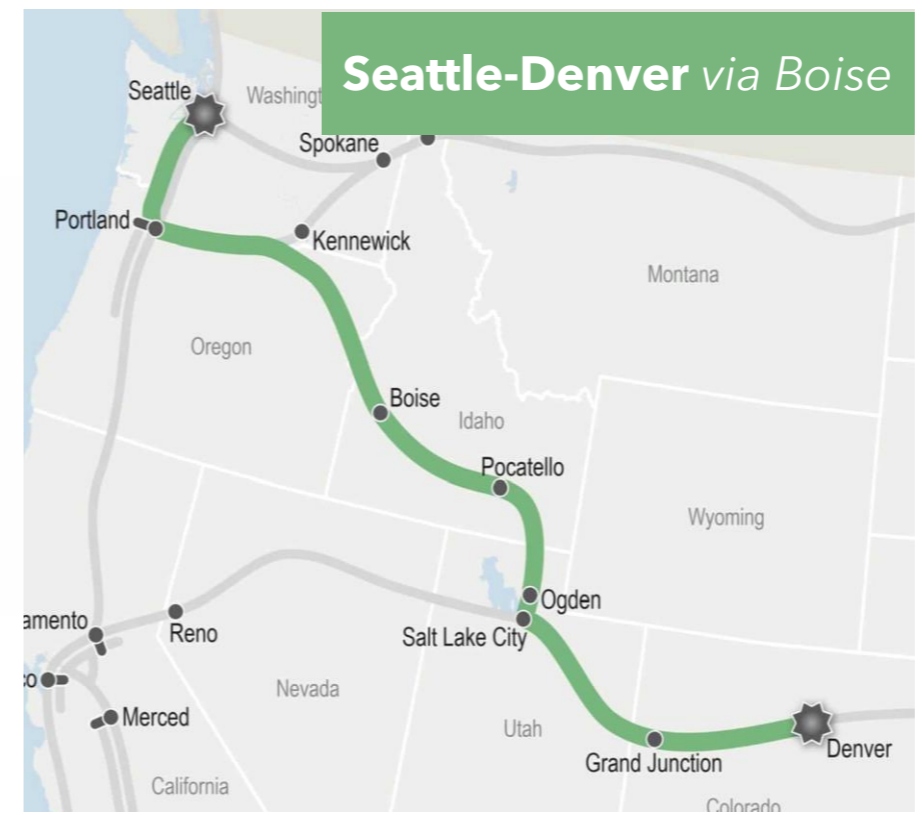 Seattle-Denver via Boise
Seattle
Washingt
Spokane
Portland
Kennewick
Montana
Oregon
Boise
Idaho
Pocatello
Wyoming
Ogden
amento
Reno
Salt Lake City
co
Nevada
Merced
Utah
Denver
Grand Junction
California
Colorado